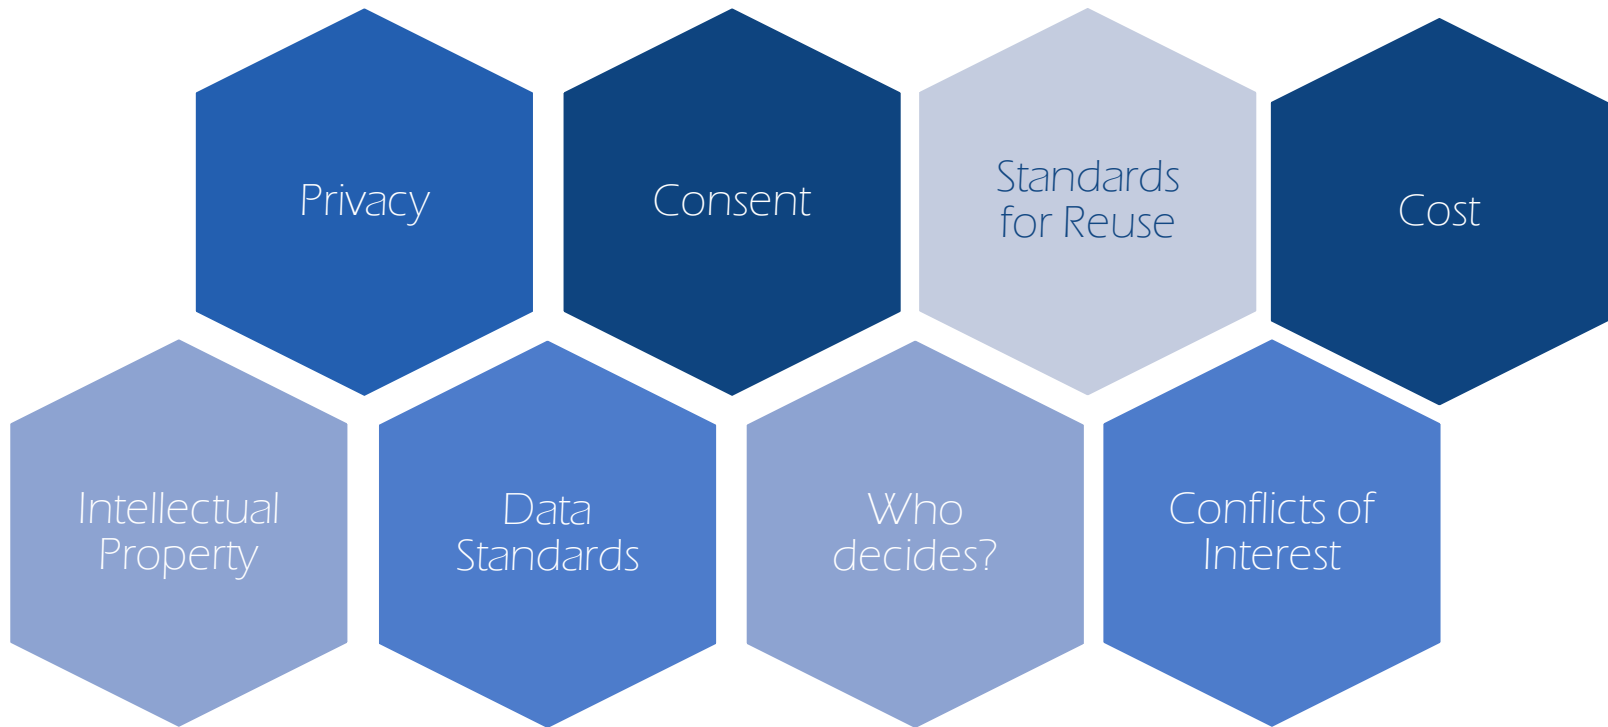 Privacy
Consent
Standards
for Reuse
Cost
Intellectual
Property
Data
Standards
Who
decides?
Conflicts of
Interest